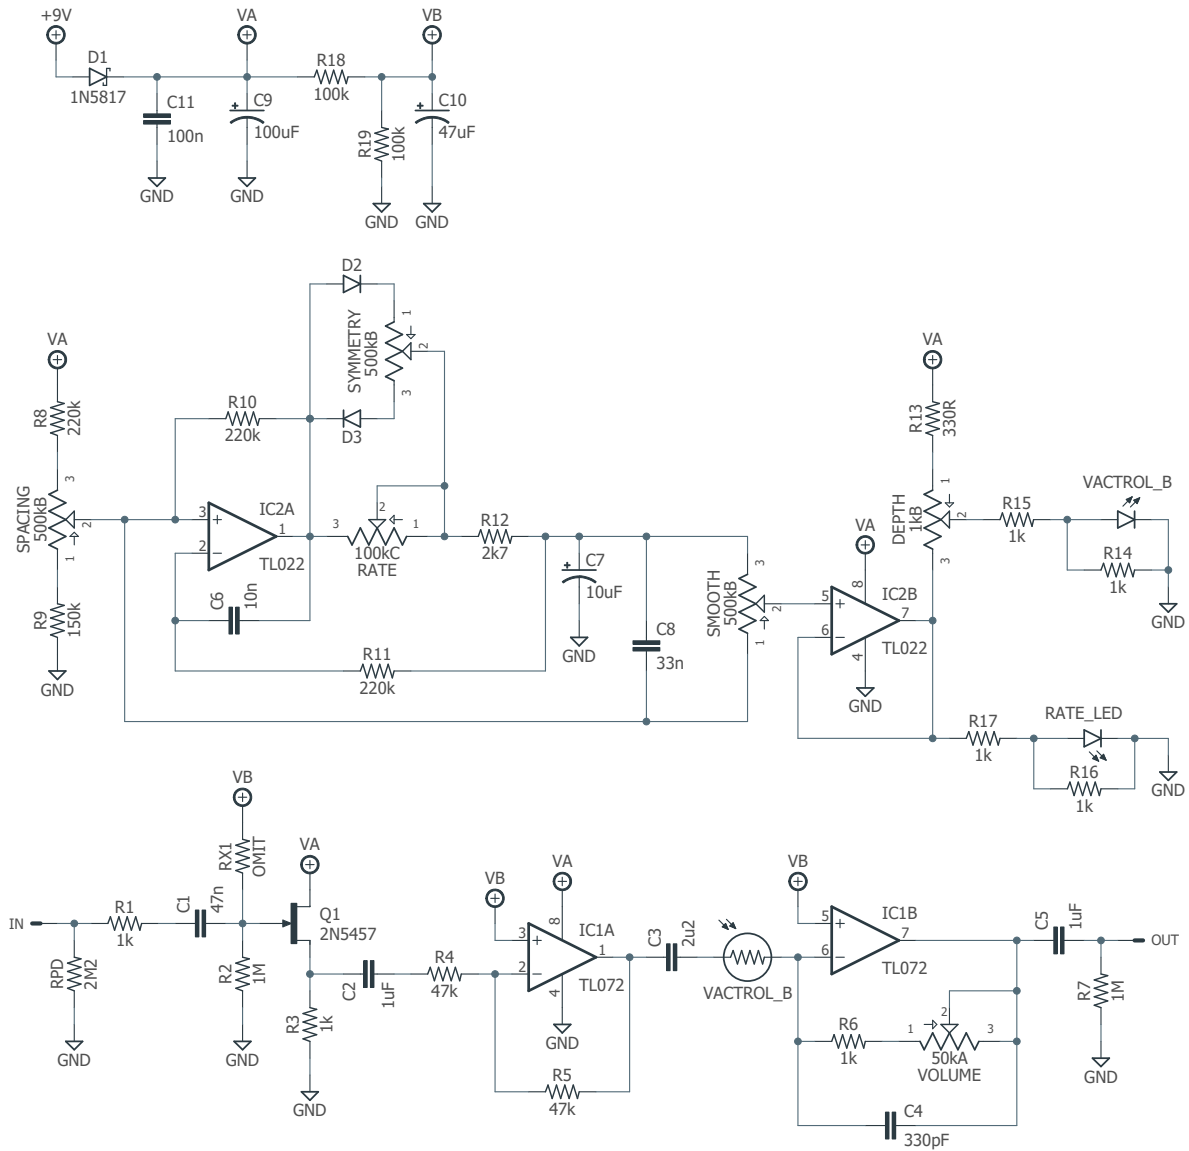 +9V
VA
VB
D1
1N5817
R18
100k
C11
100n
C9
100uF
R19
100k
C10
47uF
GND
GND
GND
GND
D2
1
SYMMETRY
500kB
2
3
D3
VA
R8
220k
R10
220k
SPACING
500kB
3
2
1
3
+
2
−
IC2A
1
TL022
3
2
1
100kC
RATE
R12
2k7
C6
10n
R9
150k
GND
R11
220k
C7
10uF
GND
C8
33n
SMOOTH
500kB
3
2
1
VA
R13
330R
DEPTH
1kB
1
2
3
R15
1k
VACTROL_B
R14
1k
GND
VA
8
5
+
6
−
IC2B
7
TL022
4
GND
R17
1k
RATE_LED
R16
1k
GND
VB
RX1
OMIT
VA
IN
R1
1k
C1
47n
Q1
2N5457
RPD
2M2
R2
1M
R3
1k
C2
1uF
GND
GND
GND
R4
47k
VB
VA
8
3
+
2
−
IC1A
1
TL072
4
GND
R5
47k
C3
2u2
VACTROL_B
VB
5
+
6
−
IC1B
7
TL072
R6
1k
1
2
3
50kA
VOLUME
C4
330pF
C5
1uF
OUT
R7
1M
GND